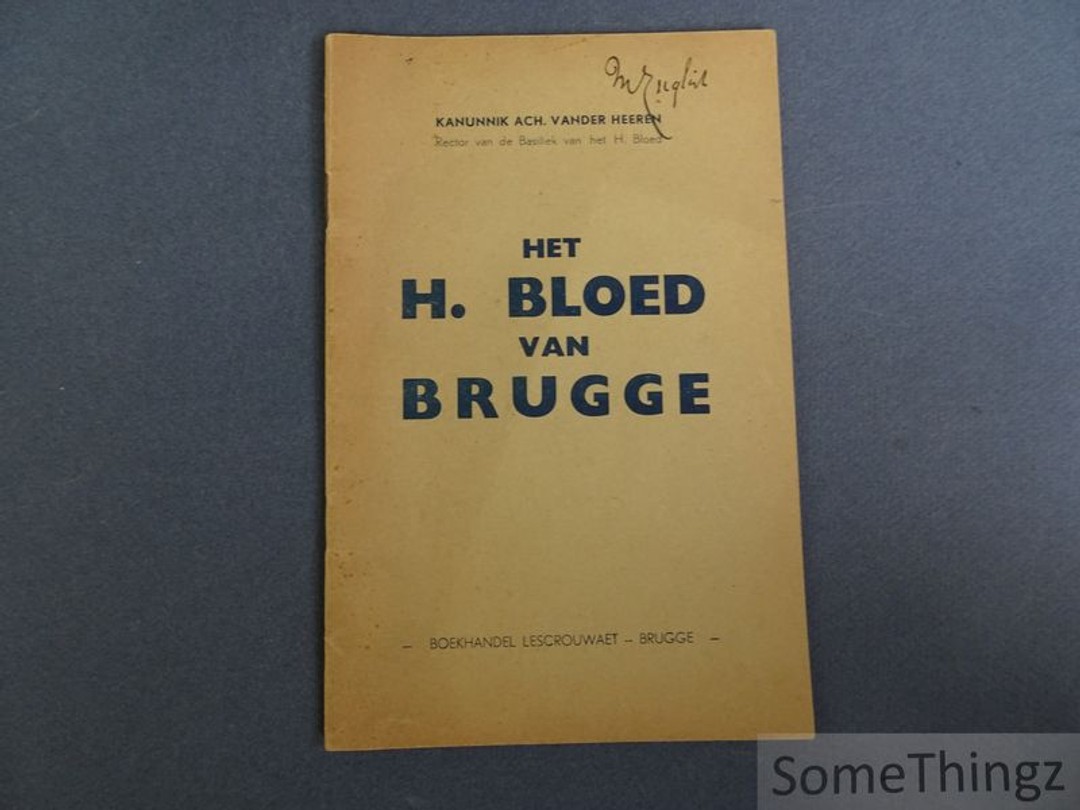 M English
KANUNNIK ACH. VANDER HEEREN
Rector van de Basiliek van het H. Bloed
HET
H. BLOED
VAN
BRUGGE
— BOEKHANDEL LESCROUWAET — BRUGGE —
SomeThingz